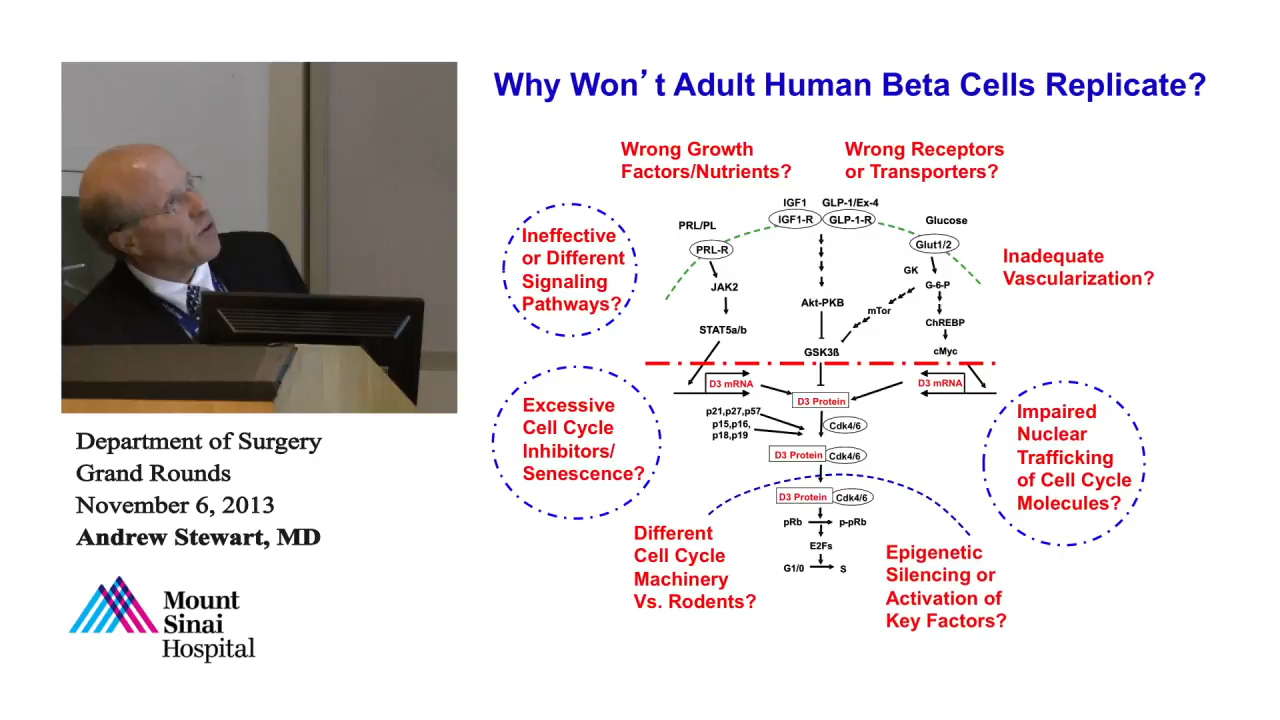 Why Won't Adult Human Beta Cells Replicate?
Wrong Growth
Factors/Nutrients?
Wrong Receptors
or Transporters?
Ineffective
or Different
Signaling
Pathways?
Inadequate
Vascularization?
PRL/PL
PRL-R
JAK2
STAT5a/b
IGF1
IGF1-R
GLP-1/Ex-4
GLP-1-R
Akt-PKB
GSK3ß
Glucose
Glut1/2
GK
G-6-P
mTor
ChREBP
cMyc
D3 mRNA
D3 Protein
D3 mRNA
p21,p27,p57
p15,p16,
p18,p19
Cdk4/6
D3 Protein
Cdk4/6
D3 Protein
Cdk4/6
pRb
p-pRb
E2Fs
G1/0
S
Excessive
Cell Cycle
Inhibitors/
Senescence?
Impaired
Nuclear
Trafficking
of Cell Cycle
Molecules?
Different
Cell Cycle
Machinery
Vs. Rodents?
Epigenetic
Silencing or
Activation of
Key Factors?
Department of Surgery
Grand Rounds
November 6, 2013
Andrew Stewart, MD
Mount
Sinai
Hospital